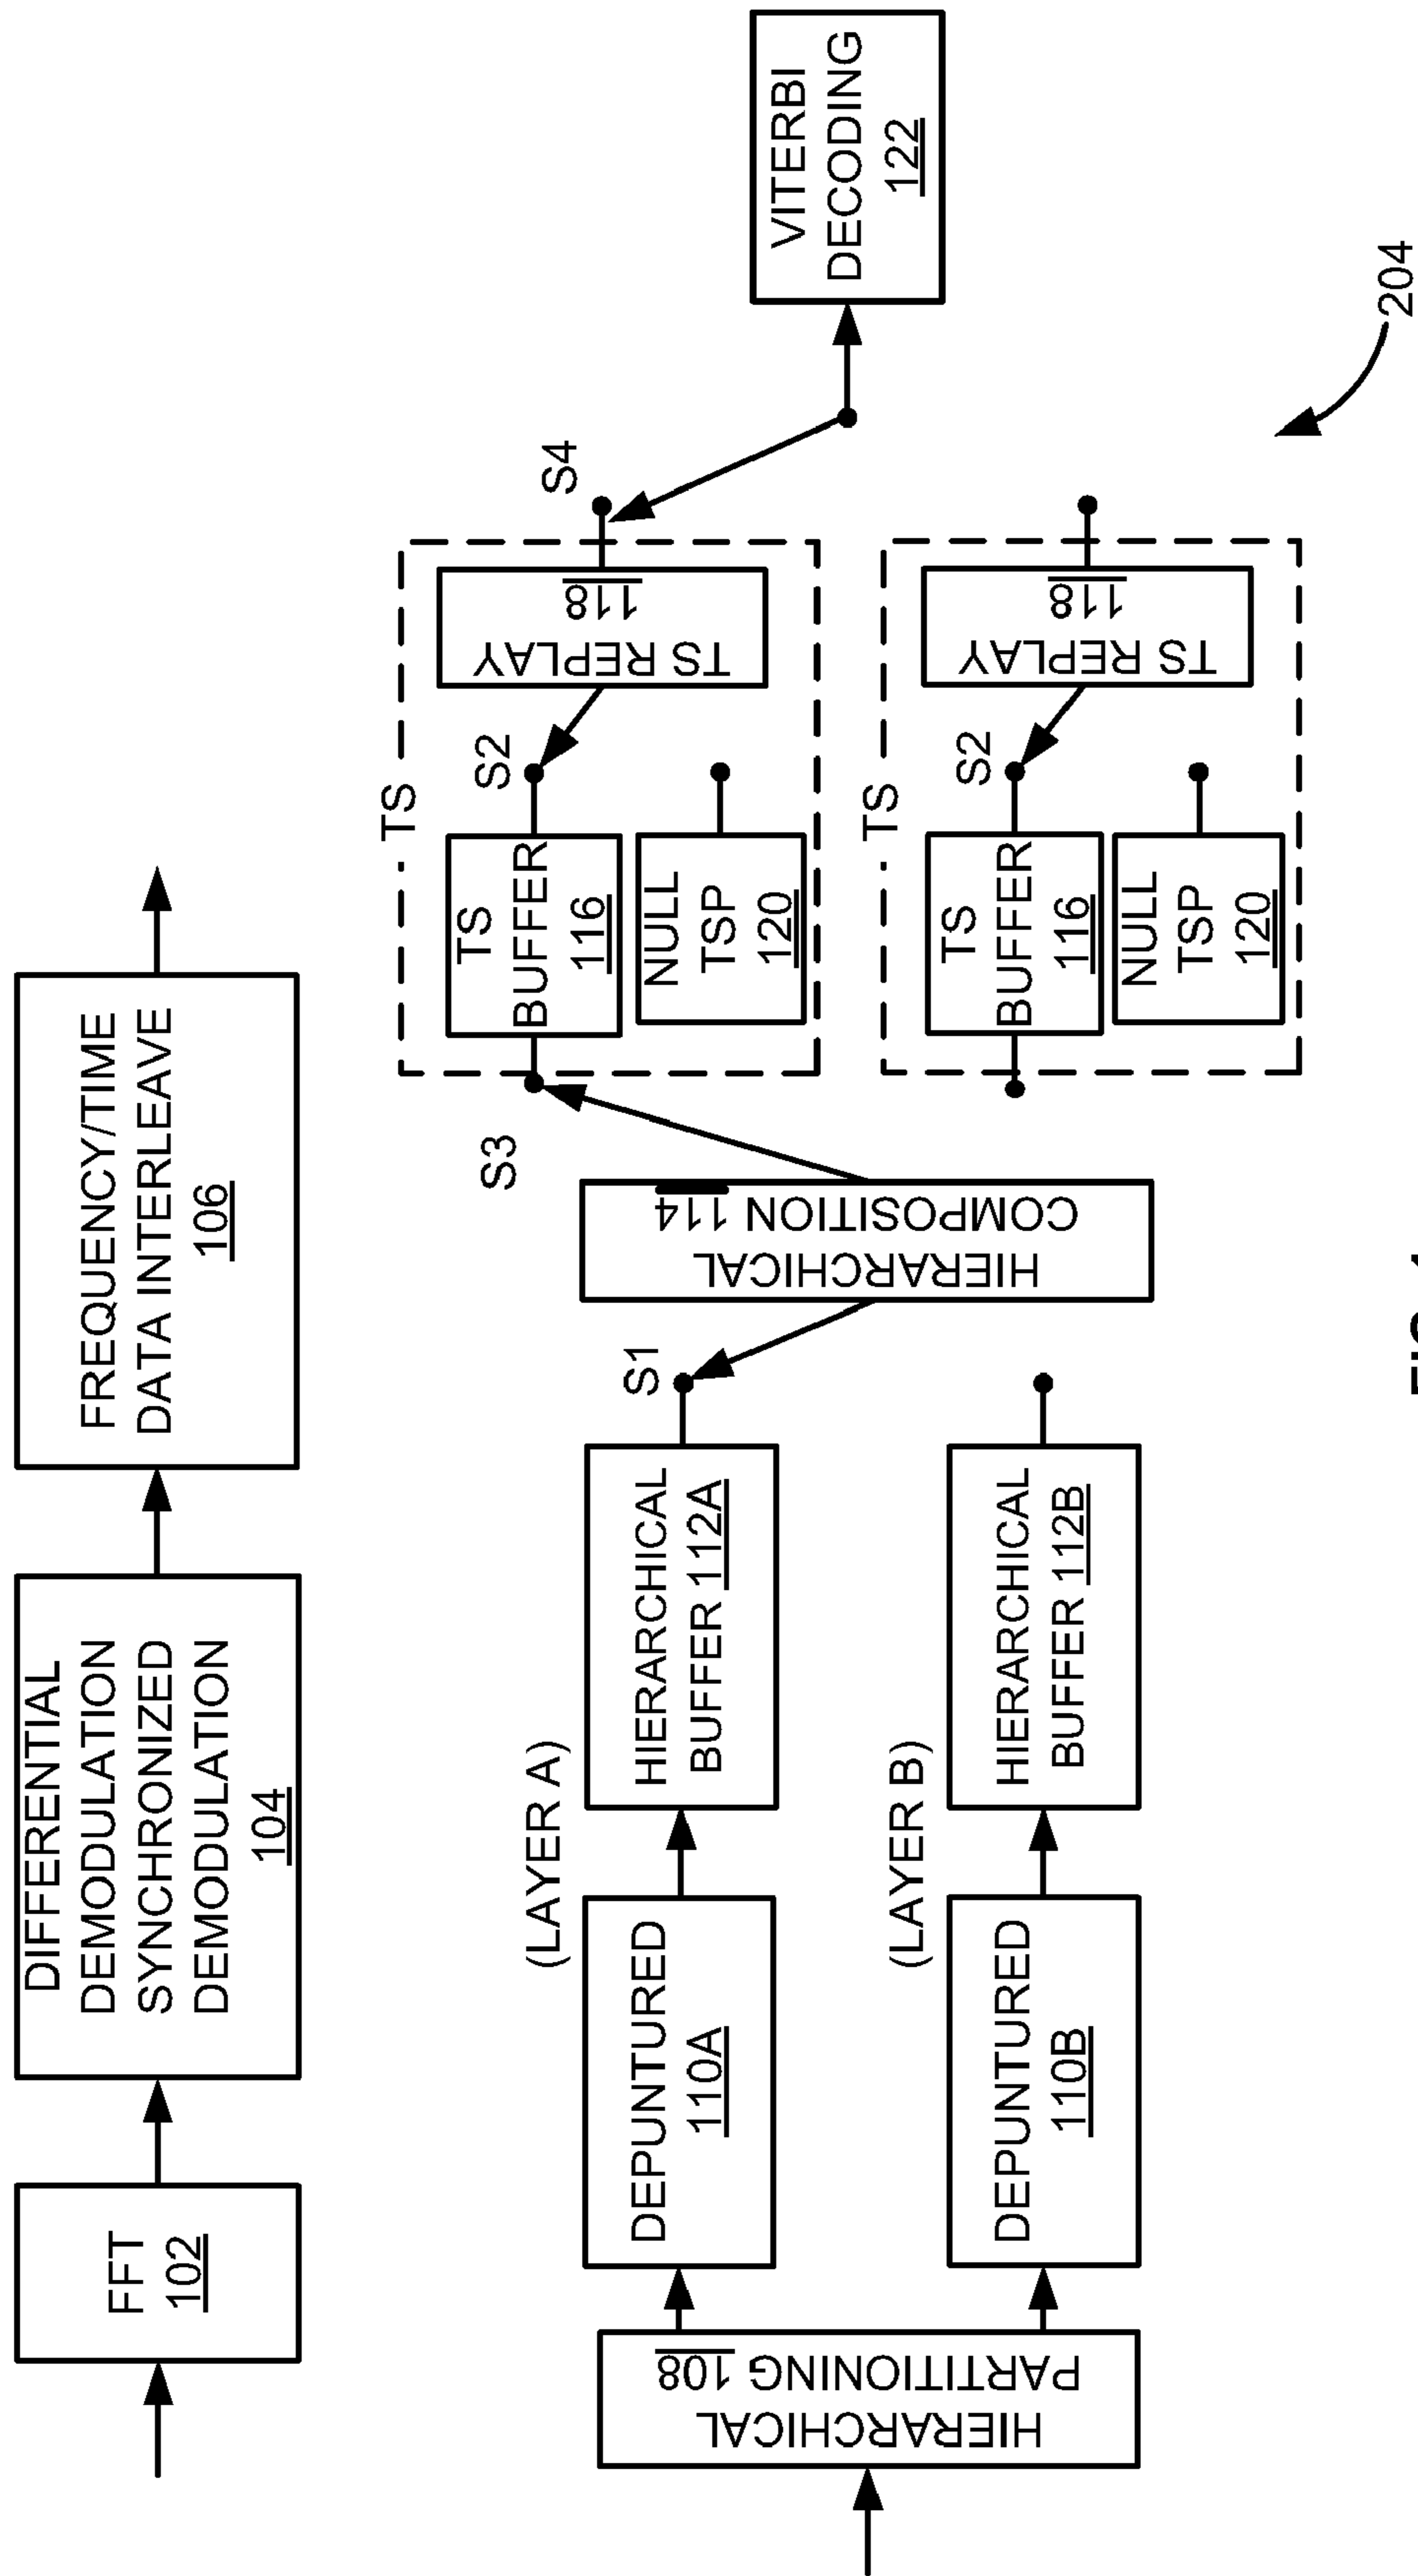 FFT
102
DIFFERENTIAL
DEMODULATION
SYNCHRONIZED
DEMODULATION
104
FREQUENCY/TIME
DATA INTERLEAVE
106
HIERARCHICAL
PARTITIONING 108
(LAYER A)
DEPUNTURED
110A
HIERARCHICAL
BUFFER 112A
(LAYER B)
DEPUNTURED
110B
HIERARCHICAL
BUFFER 112B
S1
HIERARCHICAL
COMPOSITION 114
S3
TS
TS
BUFFER
116
NULL
TSP
120
S2
TS REPLAY
118
S4
TS
TS
BUFFER
116
NULL
TSP
120
S2
TS REPLAY
118
VITERBI
DECODING
122
204